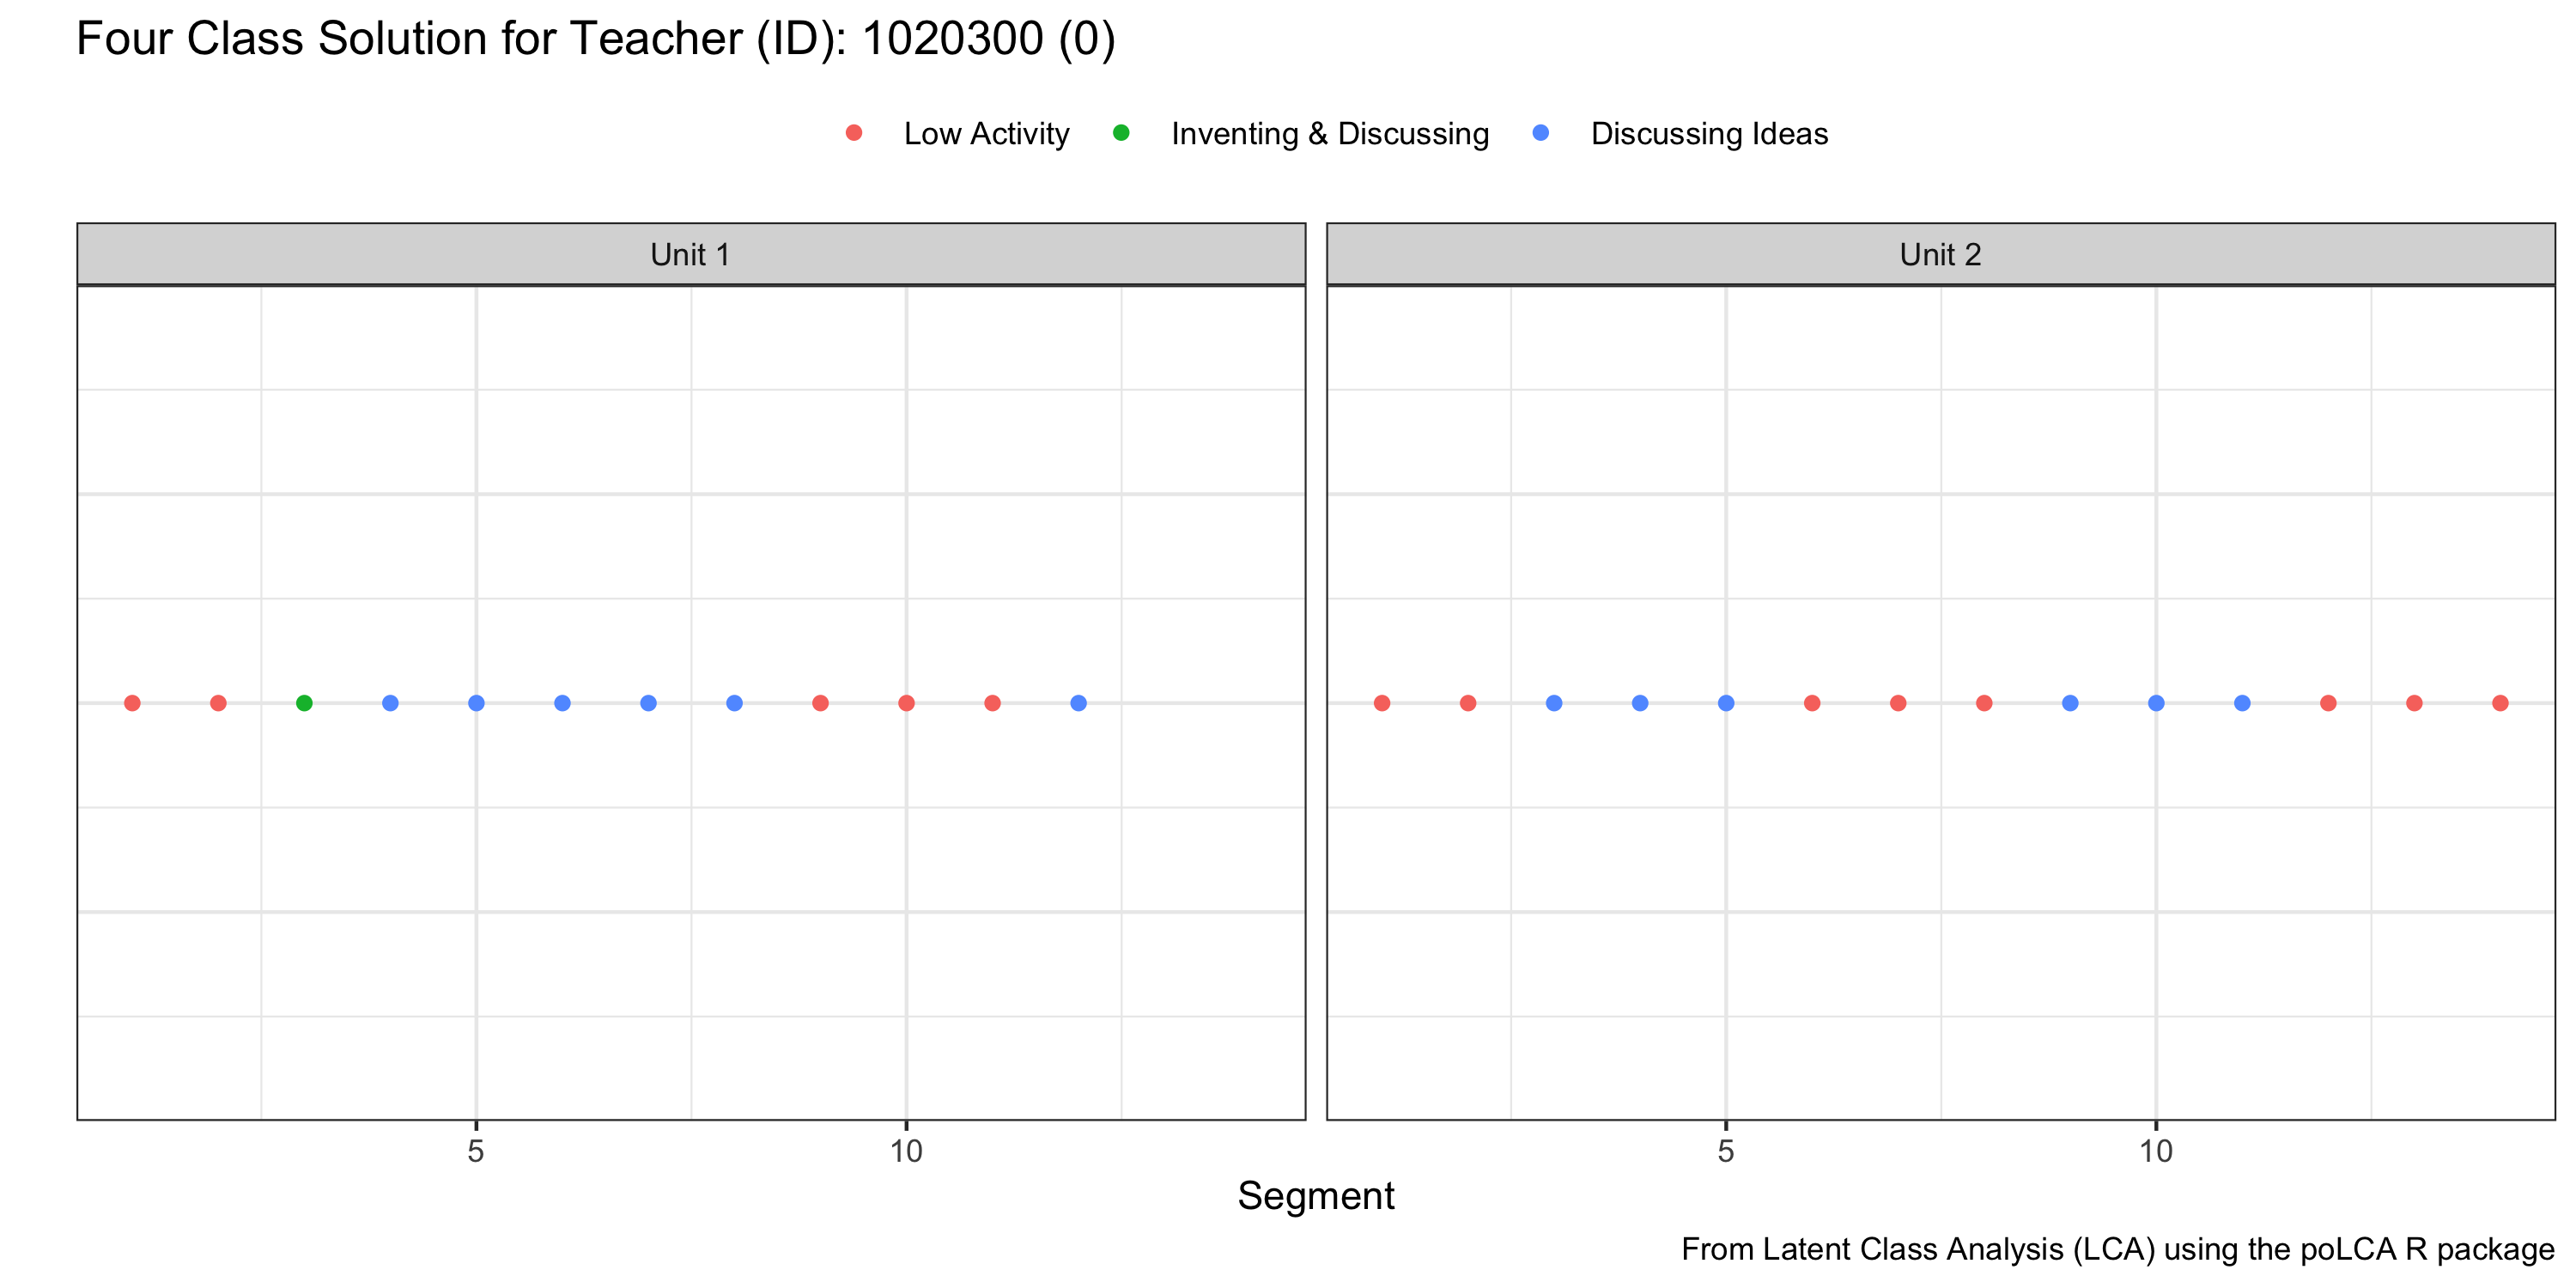 Four Class Solution for Teacher (ID): 1020300 (0)
Low Activity Inventing & Discussing Discussing Ideas
Unit 1 Unit 2
5 10 5 10
Segment
From Latent Class Analysis (LCA) using the poLCA R package